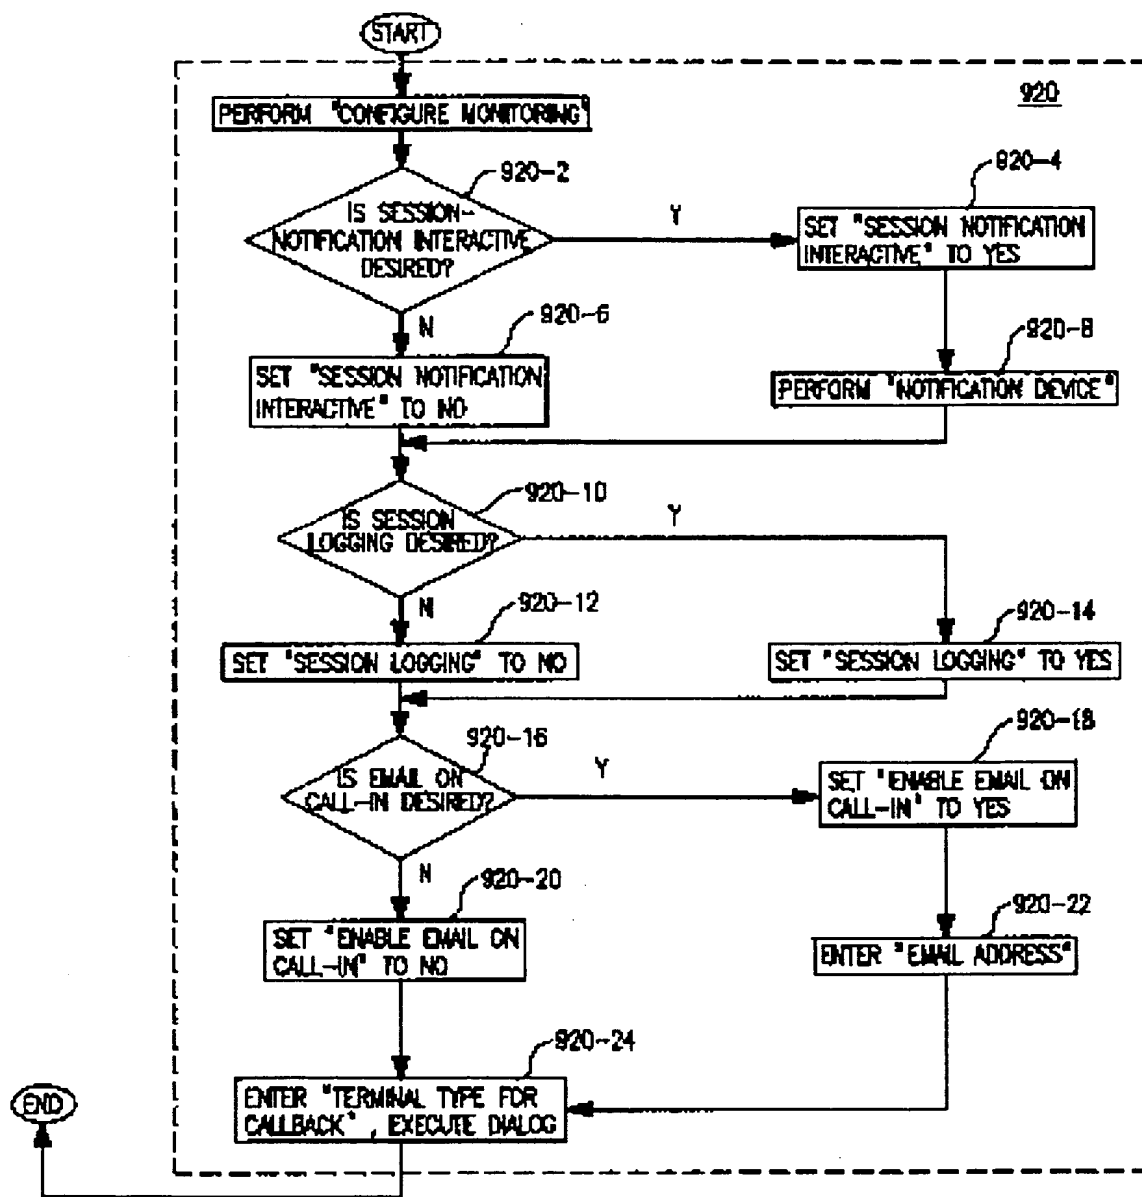 START
920
PERFORM "CONFIGURE MONITORING"
920-2
IS SESSION-
NOTIFICATION INTERACTIVE
DESIRED?
Y
920-4
SET "SESSION NOTIFICATION
INTERACTIVE" TO YES
N
920-6
SET "SESSION NOTIFICATION
INTERACTIVE" TO NO
920-8
PERFORM "NOTIFICATION DEVICE"
920-10
IS SESSION
LOGGING DESIRED?
Y
N
920-12
SET "SESSION LOGGING" TO NO
920-14
SET "SESSION LOGGING" TO YES
920-16
IS EMAIL ON
CALL-IN DESIRED?
Y
920-18
SET "ENABLE EMAIL ON
CALL-IN" TO YES
N
920-20
SET "ENABLE EMAIL ON
CALL-IN" TO NO
920-22
ENTER "EMAIL ADDRESS"
920-24
ENTER "TERMINAL TYPE FOR
CALLBACK" , EXECUTE DIALOG
END